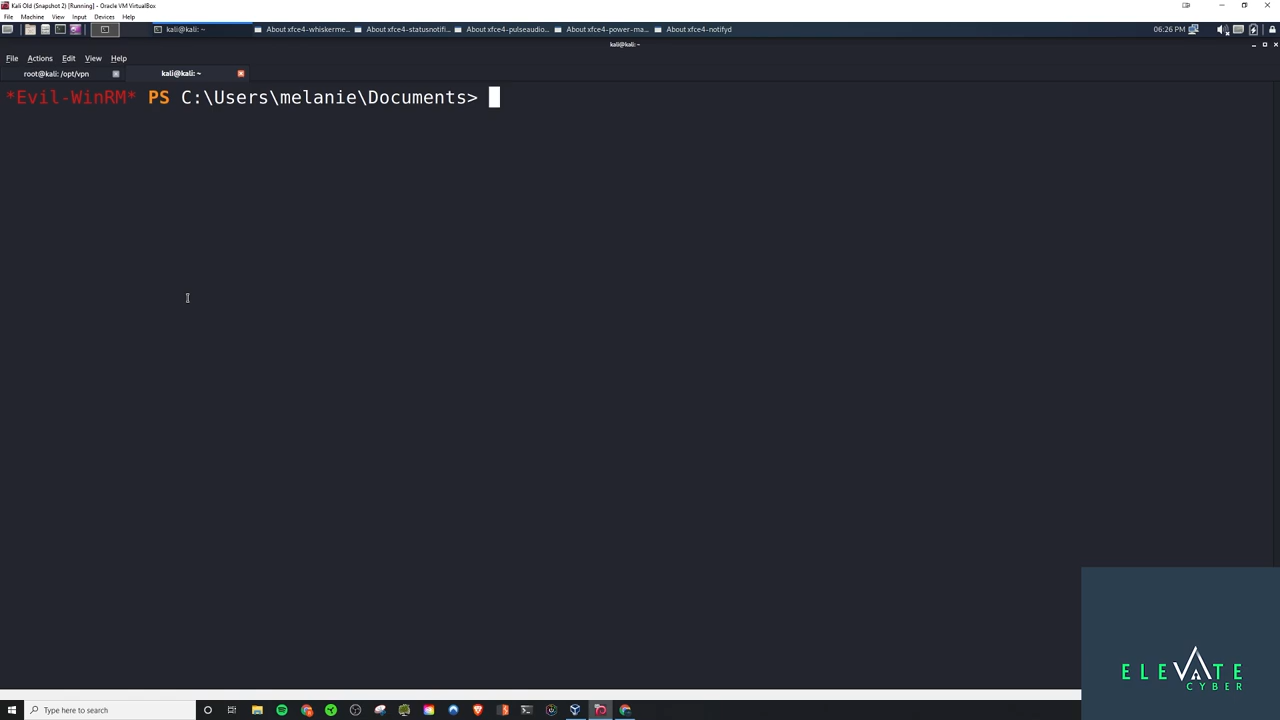 Kali Old (Snapshot 2) [Running] - Oracle VM VirtualBox
File Machine View Input Devices Help
kali@kali: ~ About xfce4-whiskerme... About xfce4-statusnotifi... About xfce4-pulseaudio... About xfce4-power-ma... About xfce4-notifyd 06:26 PM
kali@kali: ~
File Actions Edit View Help
root@kali: /opt/vpn kali@kali: ~
*Evil-WinRM* PS C:\Users\melanie\Documents>
ELEVATE
CYBER
Type here to search